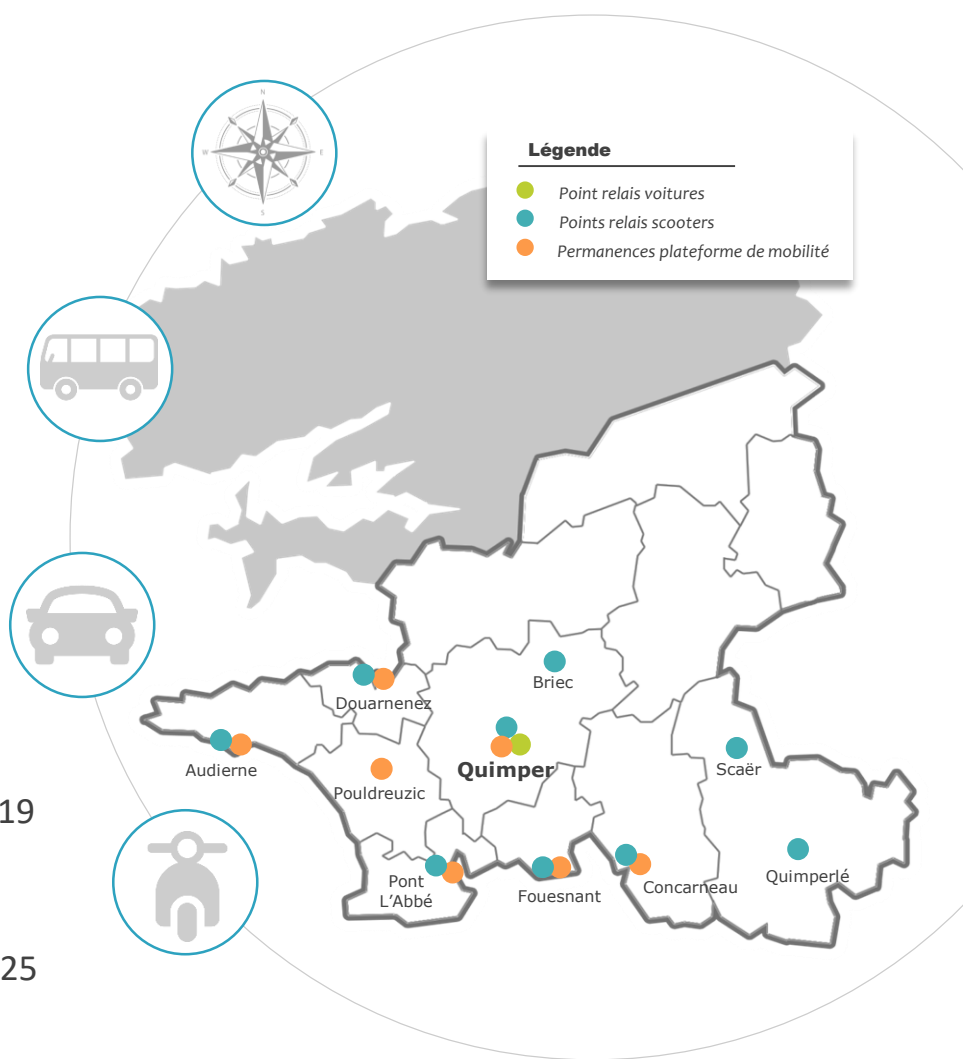 N
W
E
S
Légende
Point relais voitures
Points relais scooters
Permanences plateforme de mobilité
Briec
Douarnenez
Quimper
Audierne
Scaër
Pouldreuzic
19
Pont
L'Abbé
Fouesnant
Concarneau
Quimperlé
25